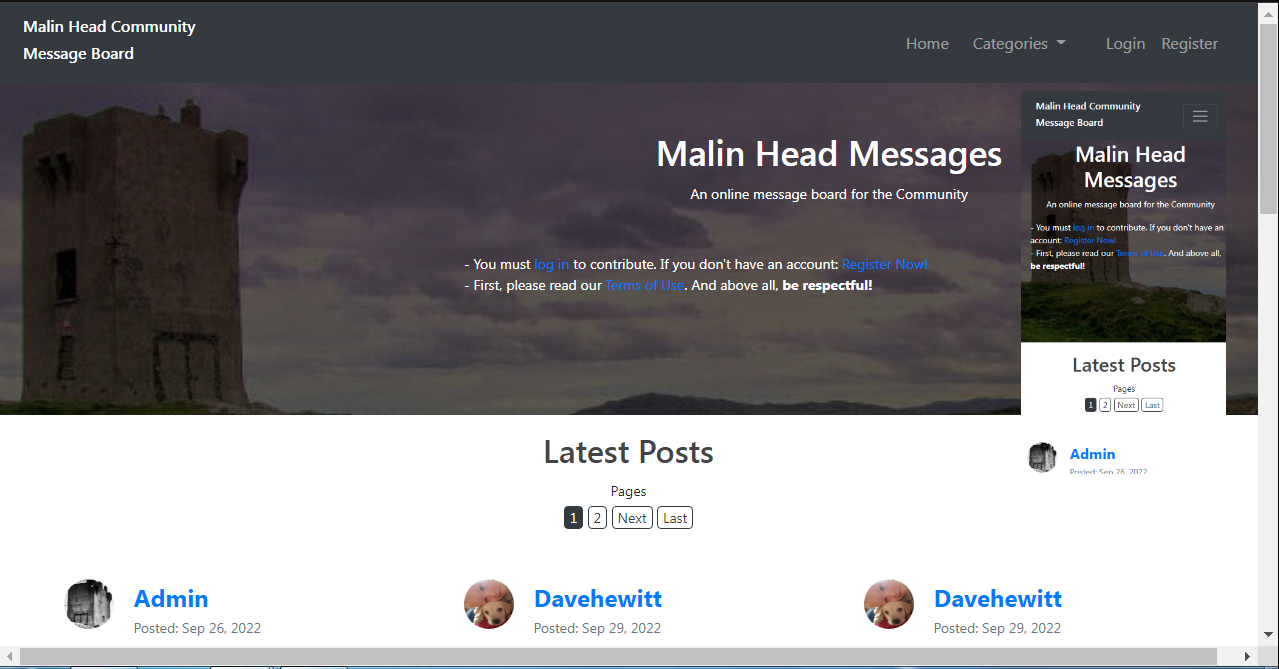 Malin Head Community
Message Board
Home Categories Login Register
Malin Head Messages
An online message board for the Community
- You must log in to contribute. If you don't have an account: Register Now!
- First, please read our Terms of Use. And above all, be respectful!
Malin Head Community
Message Board
Malin Head
Messages
An online message board for the Community
- You must log in to contribute. If you don't have an
account: Register Now!
- First, please read our Terms of Use. And above all,
be respectful!
Latest Posts
Pages
1 2 Next Last
Admin
Posted: Sep 26, 2022
Latest Posts
Pages
1 2 Next Last
Admin
Posted: Sep 26, 2022
Davehewitt
Posted: Sep 29, 2022
Davehewitt
Posted: Sep 29, 2022